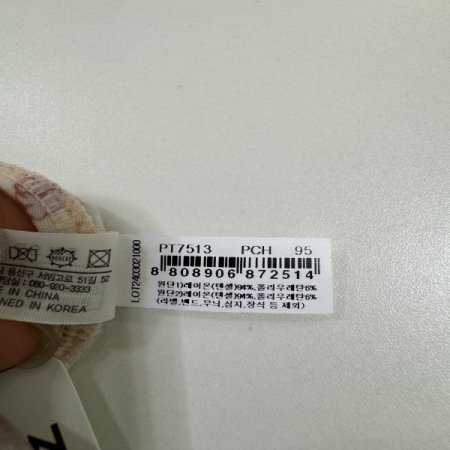 PT7513 PCH 95
8 808906 872514
원단1)레이온(텐셀)94%,폴리우레탄6%
원단2)레이온(텐셀)94%,폴리우레탄6%
(라벨,밴드,무늬,심지,장식 등 제외)
LOT2403021000
용산구 서빙고로 51길 52
담실 : 080-920-3333
IN CHINA
NED IN KOREA